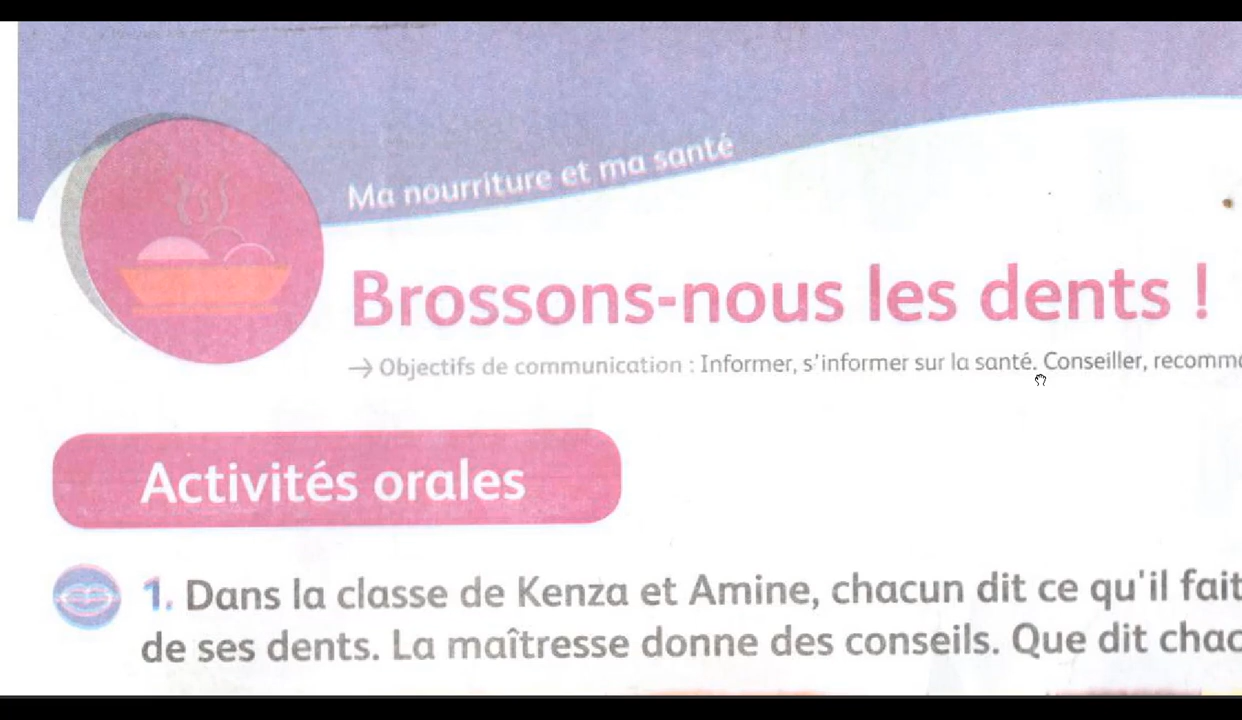 Ma nourriture et ma santé
Brossons-nous les dents !
→ Objectifs de communication : Informer, s'informer sur la santé. Conseiller,
Activités orales
1. Dans la classe de Kenza et Amine, chacun dit ce qu'il fait
de ses dents. La maîtresse donne des conseils. Que dit